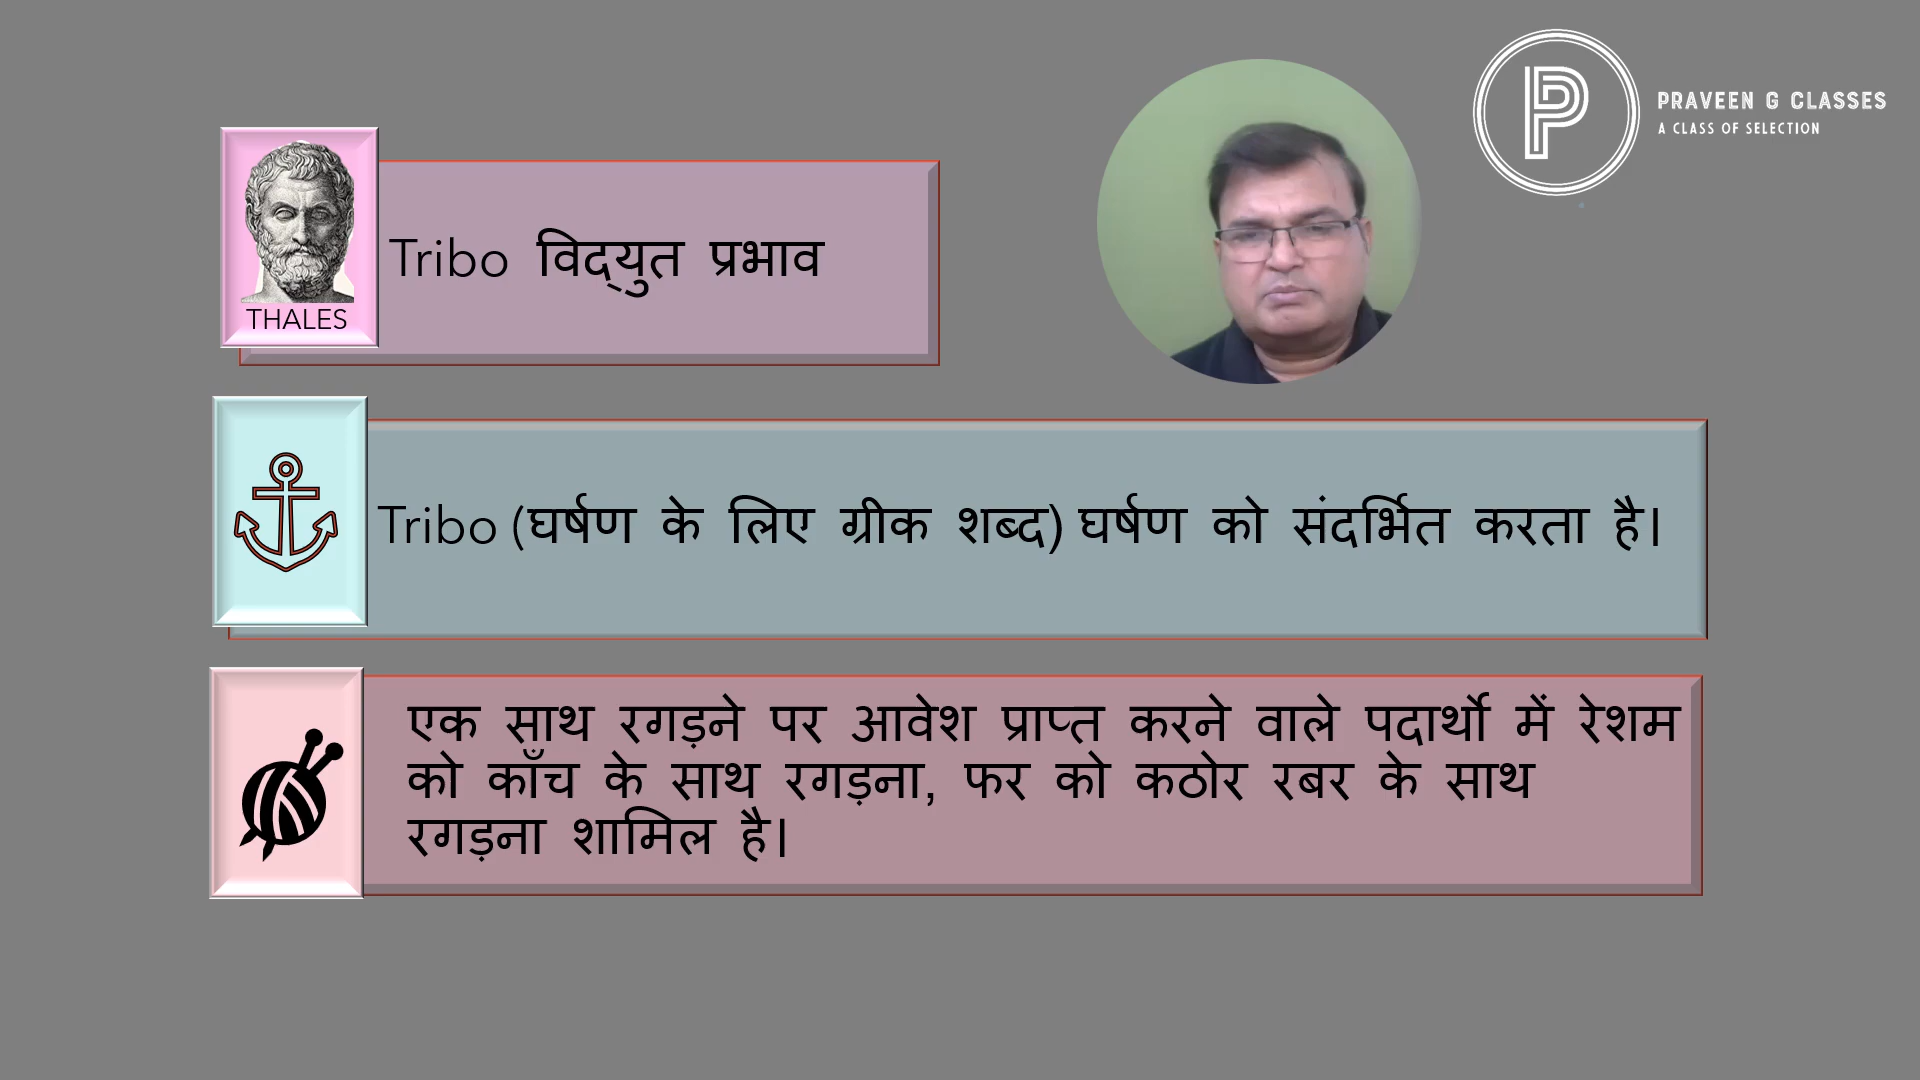 PRAVEEN G CLASSES
A CLASS OF SELECTION
THALES
Tribo विद्युत प्रभाव
Tribo (घर्षण के लिए ग्रीक शब्द) घर्षण को संदर्भित करता है।
एक साथ रगड़ने पर आवेश प्राप्त करने वाले पदार्थो में रेशम
को काँच के साथ रगड़ना, फर को कठोर रबर के साथ
रगड़ना शामिल है।